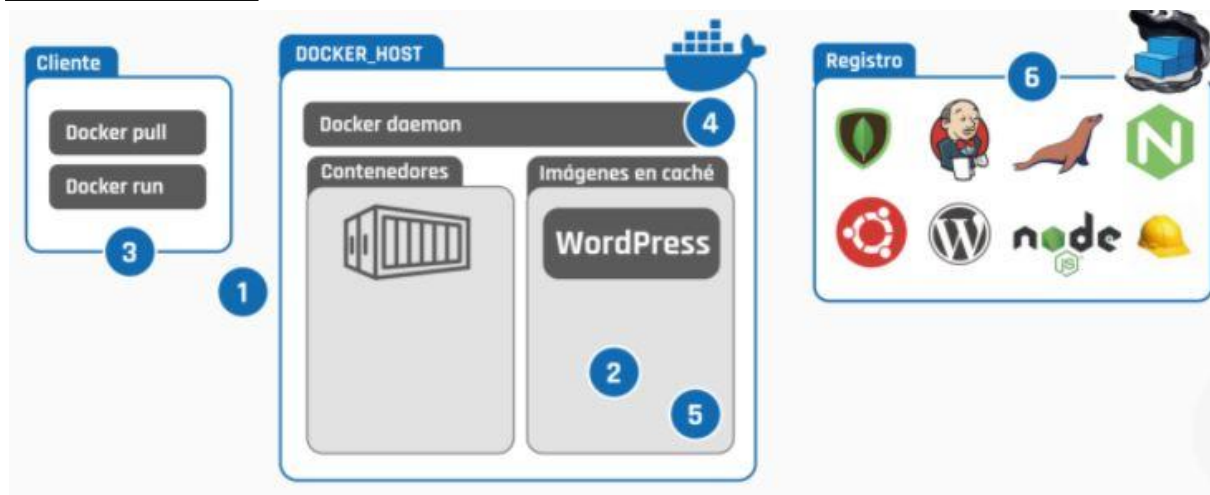 Cliente
Docker pull
Docker run
3
1
DOCKER_HOST
Docker daemon
4
Contenedores
Imágenes en caché
WordPress
2
5
Registro
6
N
W
node
JS